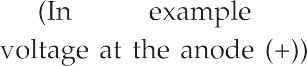 (In example
voltage at the anode (+))